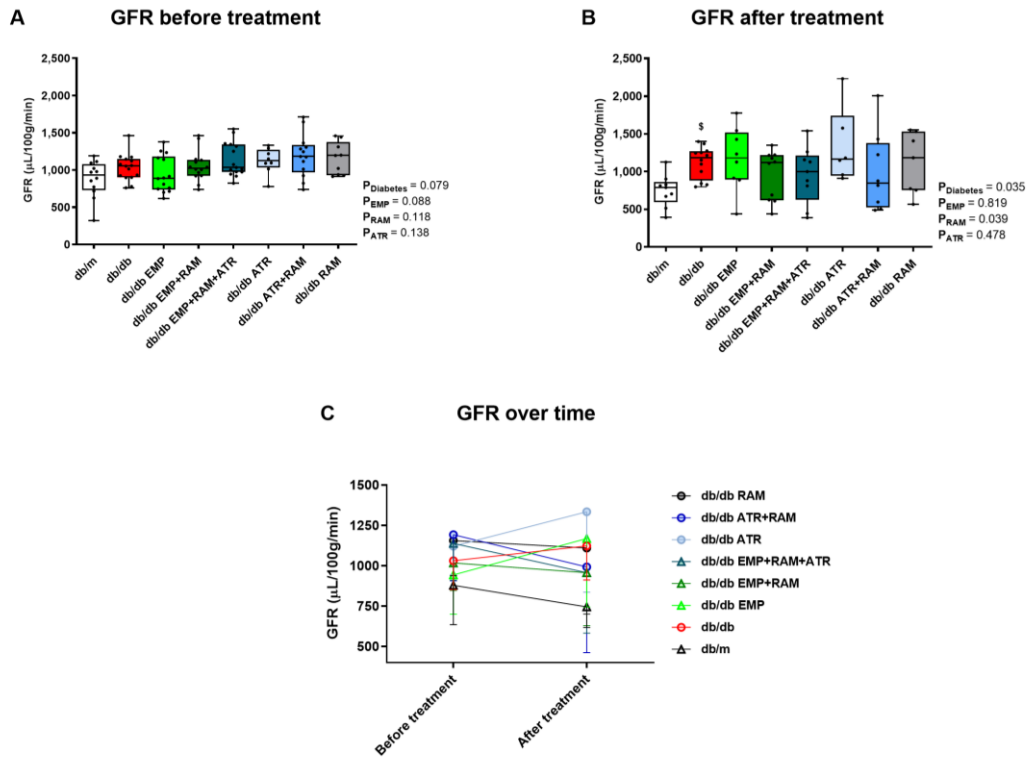 A
GFR before treatment
GFR (µL/100g/min)
2,500
2,000
1,500
1,000
500
0
db/m
db/db
db/db EMP
db/db EMP+RAM
db/db EMP+RAM+ATR
db/db ATR
db/db ATR+RAM
db/db RAM
PDiabetes = 0.079
PEMP = 0.088
PRAM = 0.118
PATR = 0.138
B
GFR after treatment
GFR (µL/100g/min)
2,500
2,000
1,500
1,000
500
0
$
db/m
db/db
db/db EMP
db/db EMP+RAM
db/db EMP+RAM+ATR
db/db ATR
db/db ATR+RAM
db/db RAM
PDiabetes = 0.035
PEMP = 0.819
PRAM = 0.039
PATR = 0.478
C
GFR over time
GFR (µL/100g/min)
1500
1250
1000
750
500
Before treatment
After treatment
db/db RAM
db/db ATR+RAM
db/db ATR
db/db EMP+RAM+ATR
db/db EMP+RAM
db/db EMP
db/db
db/m